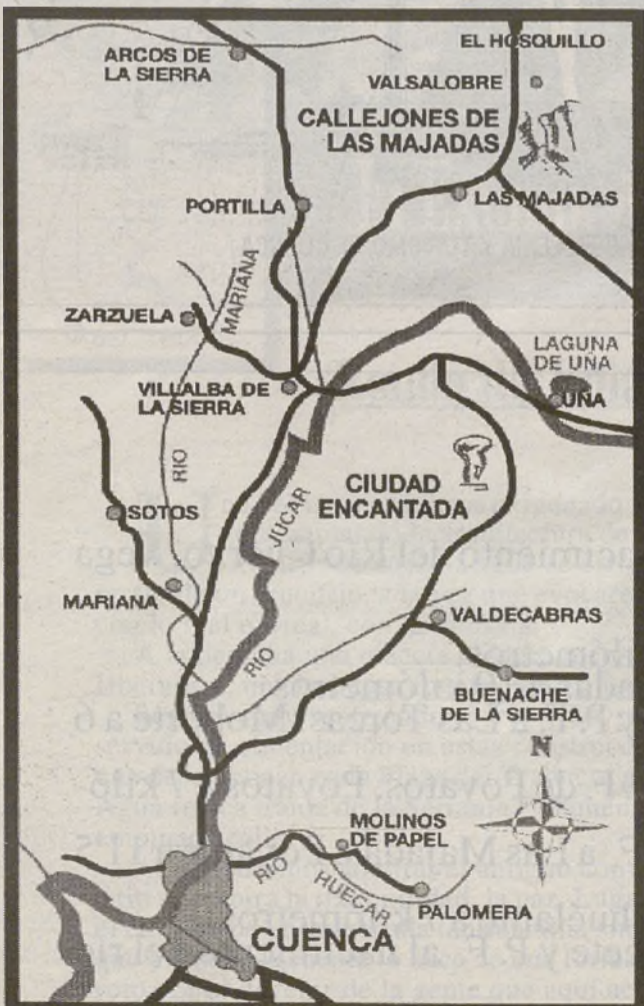 ARCOS DE
LA SIERRA
EL HOSQUILLO
VALSALOBRE
CALLEJONES DE
LAS MAJADAS
LAS MAJADAS
PORTILLA
MARIANA
ZARZUELA
LAGUNA
DE UÑA
UÑA
VILLALBA DE
LA SIERRA
RIO
CIUDAD
ENCANTADA
JUCAR
SOTOS
MARIANA
VALDECABRAS
RIO
BUENACHE
DE LA SIERRA
N
MOLINOS
DE PAPEL
RIO
HUECAR
PALOMERA
CUENCA